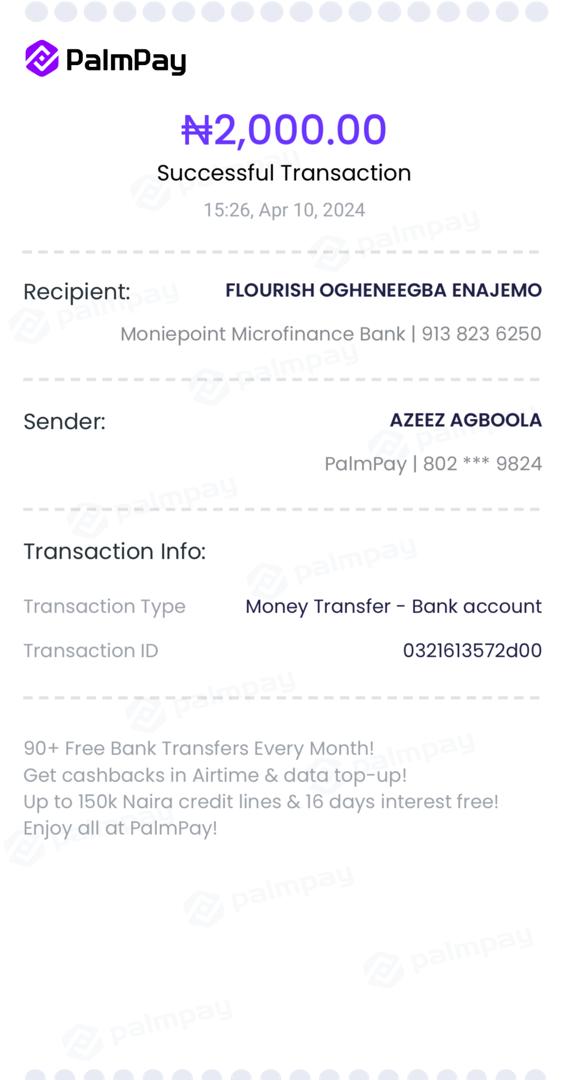 PalmPay
₦2,000.00
Successful Transaction
15:26, Apr 10, 2024
Recipient: FLOURISH OGHENEEGBA ENAJEMO
Moniepoint Microfinance Bank | 913 823 6250
Sender: AZEEZ AGBOOLA
PalmPay | 802 *** 9824
Transaction Info:
Transaction Type Money Transfer - Bank account
Transaction ID 0321613572d00
90+ Free Bank Transfers Every Month!
Get cashbacks in Airtime & data top-up!
Up to 150k Naira credit lines & 16 days interest free!
Enjoy all at PalmPay!